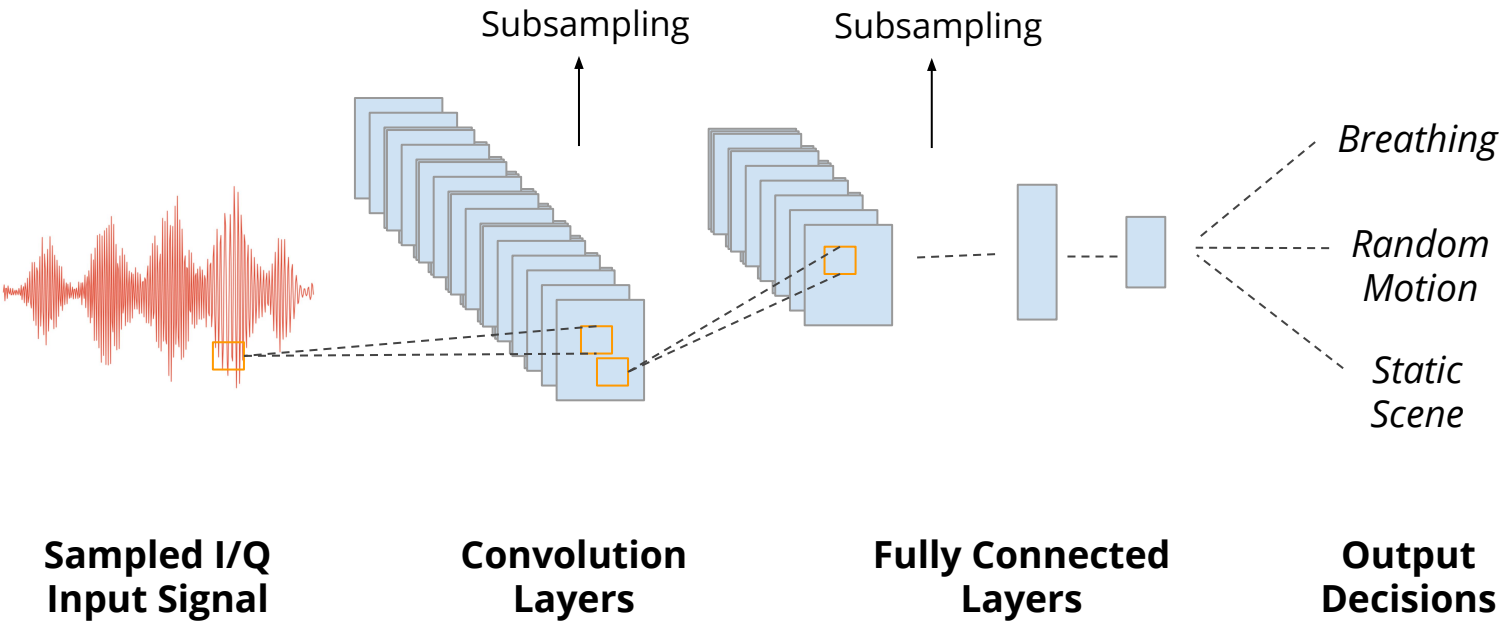 Subsampling
Subsampling
Breathing
Random
Motion
Static
Scene
Sampled I/Q
Input Signal
Convolution
Layers
Fully Connected
Layers
Output
Decisions